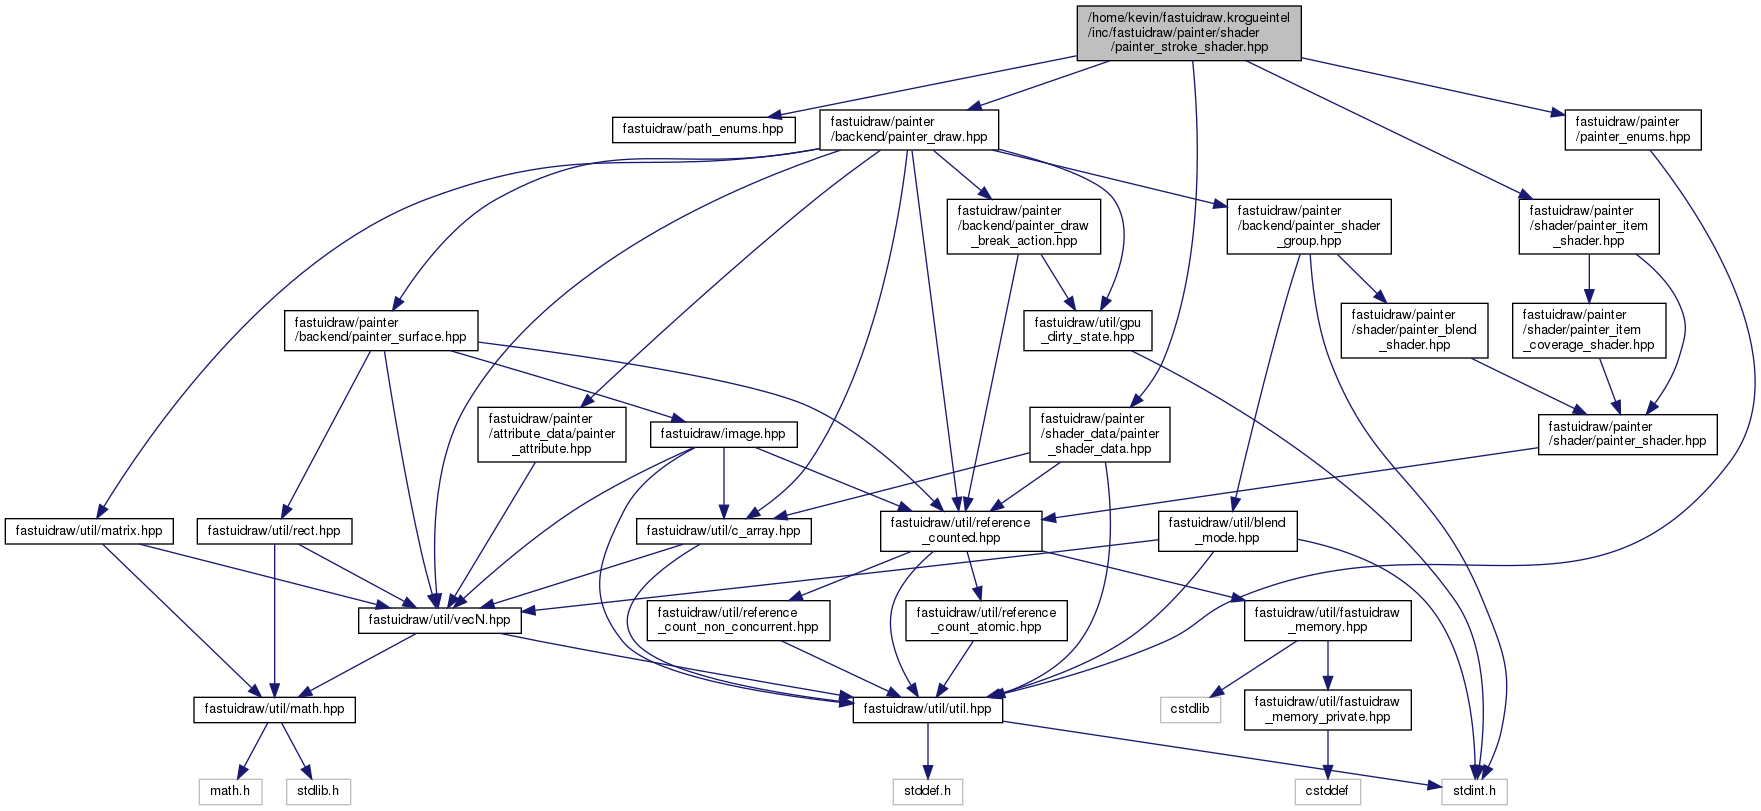 /home/kevin/fastuidraw.krogueintel
/inc/fastuidraw/painter/shader
/painter_stroke_shader.hpp
fastuidraw/path_enums.hpp
fastuidraw/painter
/backend/painter_draw.hpp
fastuidraw/painter
/painter_enums.hpp
fastuidraw/painter
/backend/painter_draw
_break_action.hpp
fastuidraw/painter
/backend/painter_shader
_group.hpp
fastuidraw/painter
/shader/painter_item
_shader.hpp
fastuidraw/painter
/backend/painter_surface.hpp
fastuidraw/util/gpu
_dirty_state.hpp
fastuidraw/painter
/shader/painter_blend
_shader.hpp
fastuidraw/painter
/shader/painter_item
_coverage_shader.hpp
fastuidraw/painter
/attribute_data/painter
_attribute.hpp
fastuidraw/image.hpp
fastuidraw/painter
/shader_data/painter
_shader_data.hpp
fastuidraw/painter
/shader/painter_shader.hpp
fastuidraw/util/matrix.hpp
fastuidraw/util/rect.hpp
fastuidraw/util/c_array.hpp
fastuidraw/util/reference
_counted.hpp
fastuidraw/util/blend
_mode.hpp
fastuidraw/util/vecN.hpp
fastuidraw/util/reference
_count_non_concurrent.hpp
fastuidraw/util/reference
_count_atomic.hpp
fastuidraw/util/fastuidraw
_memory.hpp
fastuidraw/util/math.hpp
fastuidraw/util/util.hpp
cstdlib
fastuidraw/util/fastuidraw
_memory_private.hpp
math.h
stdlib.h
stddef.h
cstddef
stdint.h